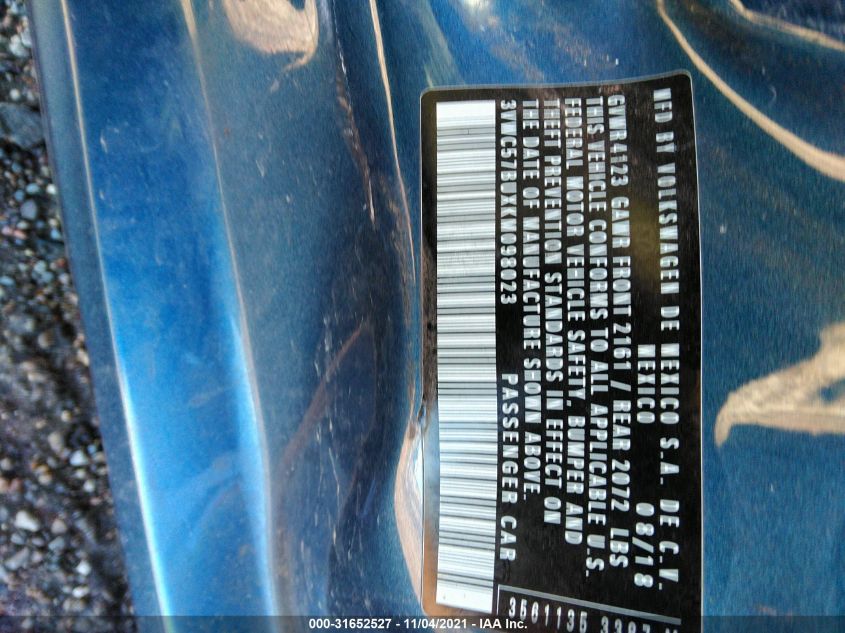 MFD BY VOLKSWAGEN DE MEXICO S.A. DE C.V.
MEXICO 08/18
GVWR4123 GAWR FRONT 2161 / REAR 2072 LBS
THIS VEHICLE CONFORMS TO ALL APPLICABLE U.S.
FEDERAL MOTOR VEHICLE SAFETY, BUMPER AND
THEFT PREVENTION STANDARDS IN EFFECT ON
THE DATE OF MANUFACTURE SHOWN ABOVE.
3VWC57BUXKM098023 PASSENGER CAR
3561135
000-31652527 - 11/04/2021 - IAA Inc.